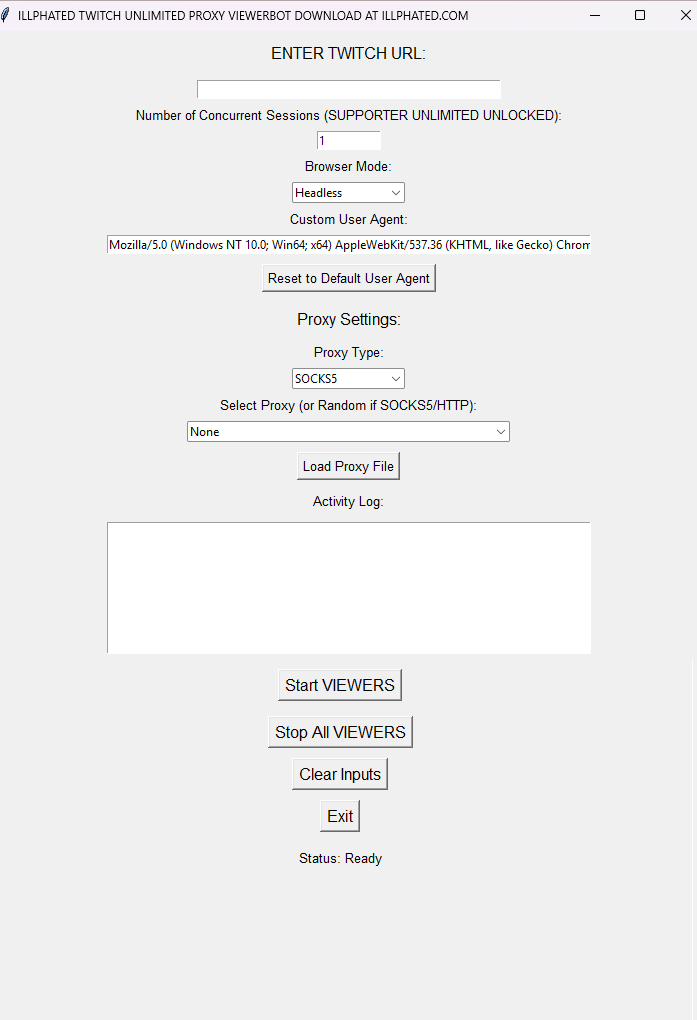 ILLPHATED TWITCH UNLIMITED PROXY VIEWERBOT DOWNLOAD AT ILLPHATED.COM
ENTER TWITCH URL:
Number of Concurrent Sessions (SUPPORTER UNLIMITED UNLOCKED):
1
Browser Mode:
Headless
Custom User Agent:
Mozilla/5.0 (Windows NT 10.0; Win64; x64) AppleWebKit/537.36 (KHTML, like Gecko) Chrom
Reset to Default User Agent
Proxy Settings:
Proxy Type:
SOCKS5
Select Proxy (or Random if SOCKS5/HTTP):
None
Load Proxy File
Activity Log:
Start VIEWERS
Stop All VIEWERS
Clear Inputs
Exit
Status: Ready